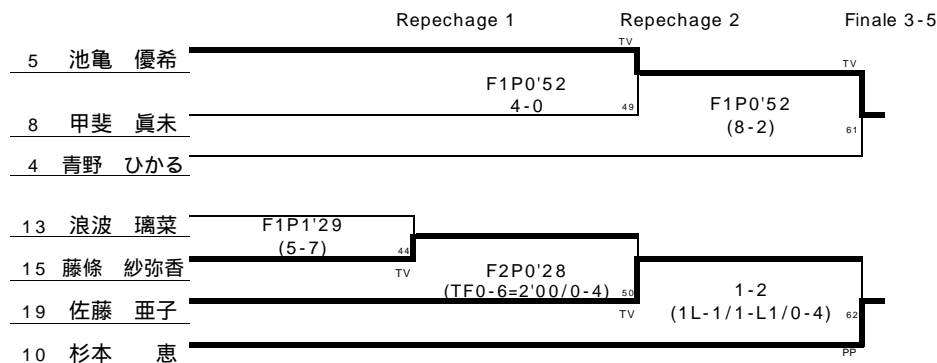 Repechage 1 Repechage 2 Finale 3-5
TV
5 池亀 優希
TV
F1P0'52
4-0 49
F1P0'52
(8-2) 61
8 甲斐 眞未
4 青野 ひかる
13 浪波 璃菜
F1P1'29
(5-7) 44
15 藤條 紗弥香
TV
F2P0'28
(TF0-6=2'00/0-4) 50
19 佐藤 亜子
TV
1-2
(1L-1/1-L1/0-4) 62
10 杉本 恵
PP